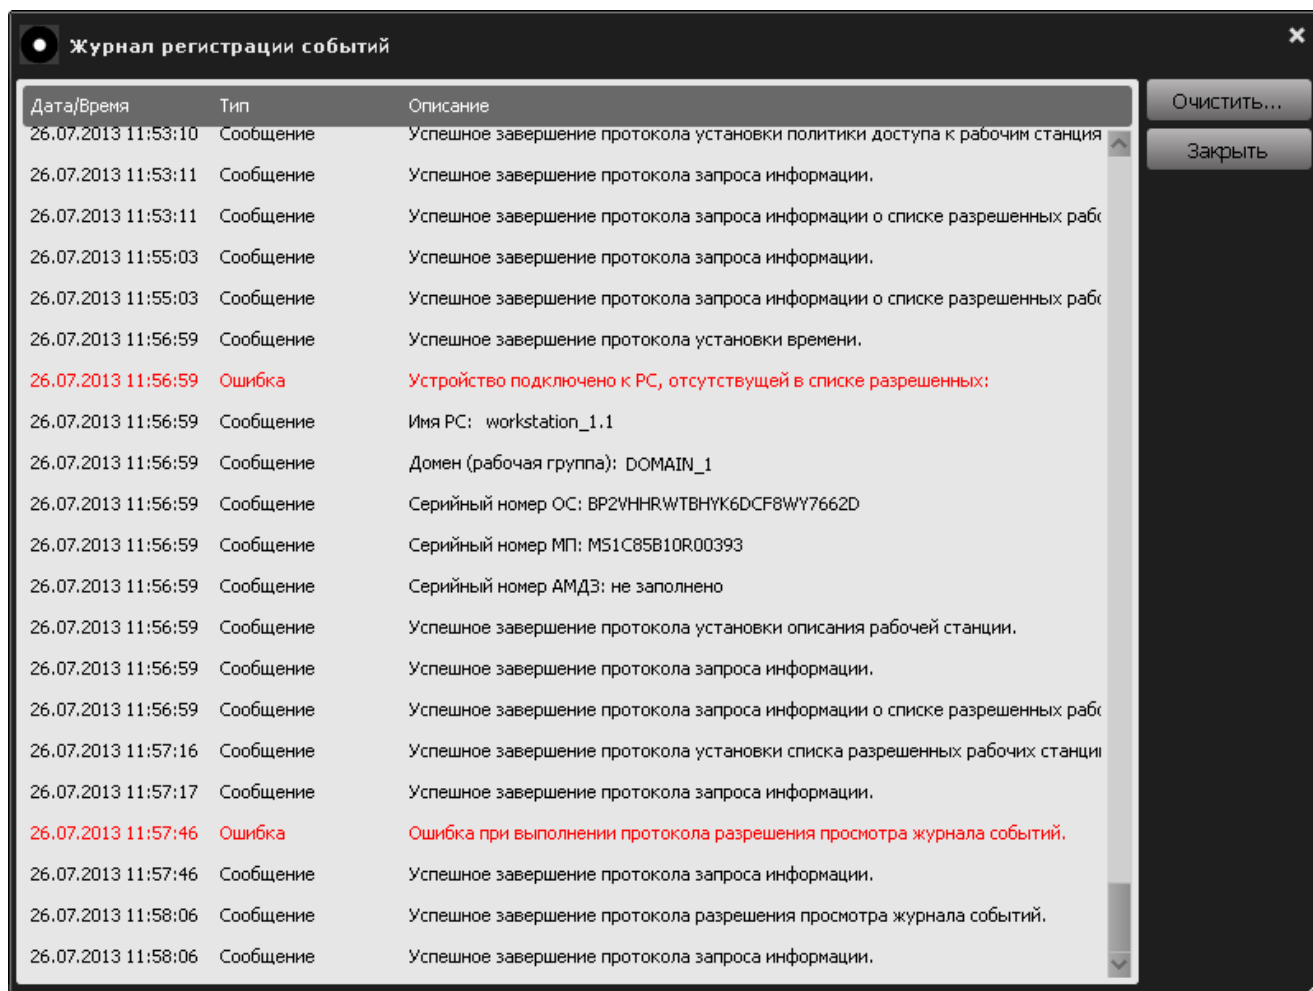 Журнал регистрации событий
Дата/Время Тип Описание
Очистить...
Закрыть
26.07.2013 11:53:10 Сообщение Успешное завершение протокола установки политики доступа к рабочим станция
26.07.2013 11:53:11 Сообщение Успешное завершение протокола запроса информации.
26.07.2013 11:53:11 Сообщение Успешное завершение протокола запроса информации о списке разрешенных рабо
26.07.2013 11:55:03 Сообщение Успешное завершение протокола запроса информации.
26.07.2013 11:55:03 Сообщение Успешное завершение протокола запроса информации о списке разрешенных рабо
26.07.2013 11:56:59 Сообщение Успешное завершение протокола установки времени.
26.07.2013 11:56:59 Ошибка Устройство подключено к РС, отсутствущей в списке разрешенных:
26.07.2013 11:56:59 Сообщение Имя РС: workstation_1.1
26.07.2013 11:56:59 Сообщение Домен (рабочая группа): DOMAIN_1
26.07.2013 11:56:59 Сообщение Серийный номер ОС: BP2VHHRWTBHYK6DCF8WY7662D
26.07.2013 11:56:59 Сообщение Серийный номер МП: MS1C85B10R00393
26.07.2013 11:56:59 Сообщение Серийный номер АМДЗ: не заполнено
26.07.2013 11:56:59 Сообщение Успешное завершение протокола установки описания рабочей станции.
26.07.2013 11:56:59 Сообщение Успешное завершение протокола запроса информации.
26.07.2013 11:56:59 Сообщение Успешное завершение протокола запроса информации о списке разрешенных рабо
26.07.2013 11:57:16 Сообщение Успешное завершение протокола установки списка разрешенных рабочих станци
26.07.2013 11:57:17 Сообщение Успешное завершение протокола запроса информации.
26.07.2013 11:57:46 Ошибка Ошибка при выполнении протокола разрешения просмотра журнала событий.
26.07.2013 11:57:46 Сообщение Успешное завершение протокола запроса информации.
26.07.2013 11:58:06 Сообщение Успешное завершение протокола разрешения просмотра журнала событий.
26.07.2013 11:58:06 Сообщение Успешное завершение протокола запроса информации.